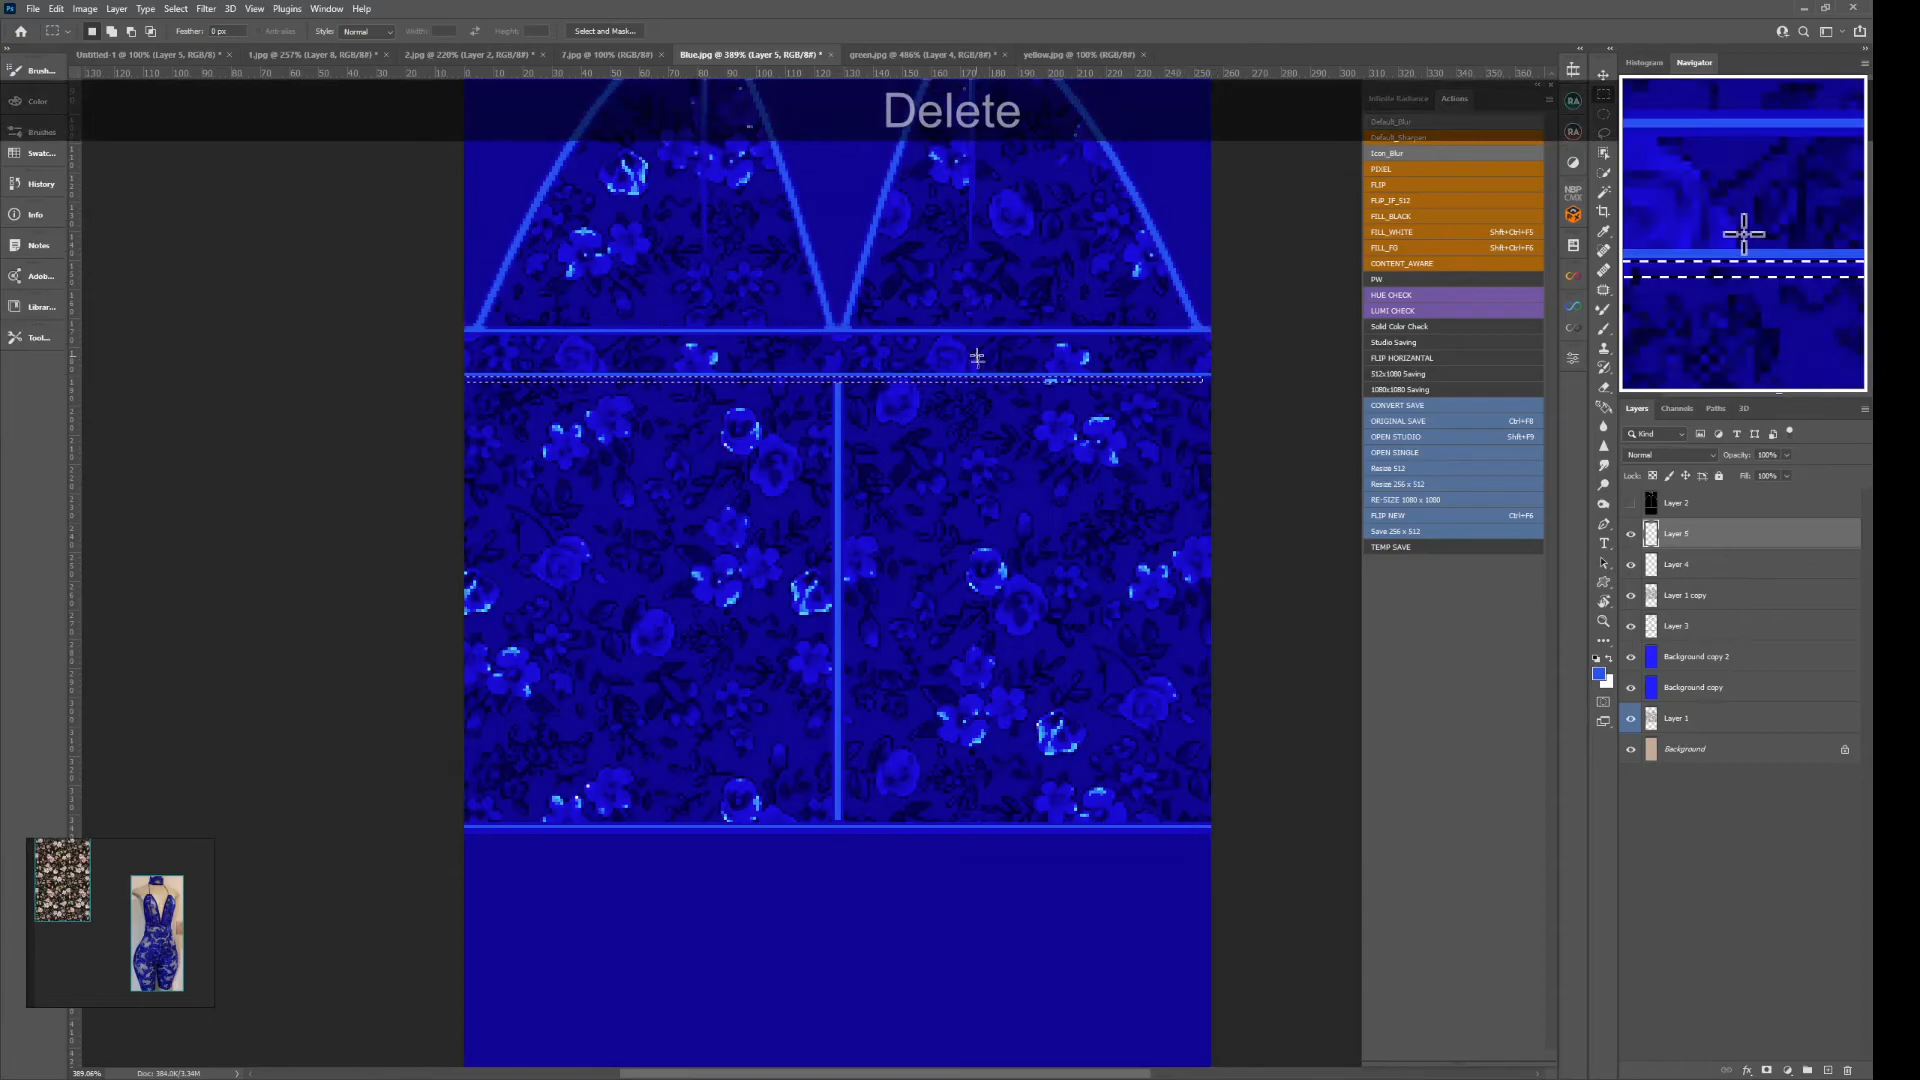 File Edit Image Layer Type Select Filter 3D View Plugins Window Help
Feather: 0 px Anti-alias Style: Normal Width: Height: Select and Mask...
Untitled-1 @ 100% (Layer 5, RGB/8) * × 1.jpg @ 257% (Layer 8, RGB/8#) * × 2.jpg @ 220% (Layer 2, RGB/8#) * × 7.jpg @ 100% (RGB/8#) × Blue.jpg @ 389% (Layer 5, RGB/8#) * × green.jpg @ 486% (Layer 4, RGB/8#) * × yellow.jpg @ 100% (RGB/8#) ×
Delete
Brush...
Color
Brushes
Swatc...
History
Info
Notes
Adob...
Librar...
Tool...
Infinite Radiance Actions
Default_Blur
Default_Sharpen
Icon_Blur
PIXEL
FLIP
FLIP_IF_512
FILL_BLACK
FILL_WHITE Shft+Ctrl+F5
FILL_FG Shft+Ctrl+F6
CONTENT_AWARE
PW
HUE CHECK
LUMI CHECK
Solid Color Check
Studio Saving
FLIP HORIZANTAL
512x1080 Saving
1080x1080 Saving
CONVERT SAVE
ORIGINAL SAVE Ctrl+F8
OPEN STUDIO Shft+F9
OPEN SINGLE
Resize 512
Resize 256 x 512
RE-SIZE 1080 x 1080
FLIP NEW Ctrl+F6
Save 256 x 512
TEMP SAVE
RA
RA
NBP
CMX
Histogram Navigator
Layers Channels Paths 3D
Kind
Normal Opacity: 100%
Lock: Fill: 100%
Layer 2
Layer 5
Layer 4
Layer 1 copy
Layer 3
Background copy 2
Background copy
Layer 1
Background
389.06% Doc: 384.0K/3.34M